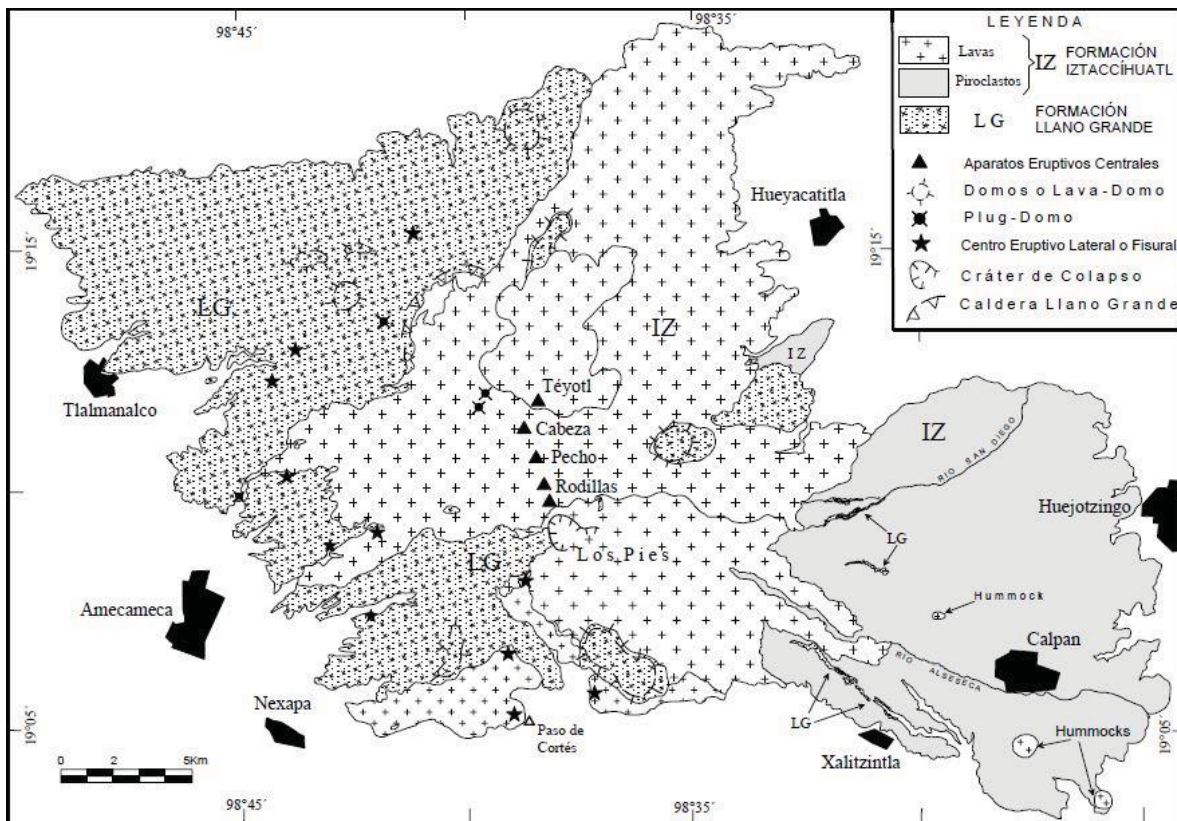 98°45´
98°35´
LEYENDA
Lavas
Piroclastos
IZ
FORMACIÓN
IZTACCÍHUATL
LG
FORMACIÓN
LLANO GRANDE
Aparatos Eruptivos Centrales
Domos o Lava-Domo
Plug-Domo
Centro Eruptivo Lateral o Fisural
Cráter de Colapso
Caldera Llano Grande
Hueyacatitla
19°15´
19°15´
LG
IZ
IZ
Tlalmanalco
Téyotl
Cabeza
Pecho
Rodillas
IZ
RIO SAN DIEGO
Huejotzingo
LG
LG
Los Pies
Amecameca
Hummock
Calpan
RIO ALSESECA
Nexapa
LG
Paso de
Cortés
Xalitzintla
Hummocks
19°05´
19°05´
0 2 5Km
98°45´
98°35´